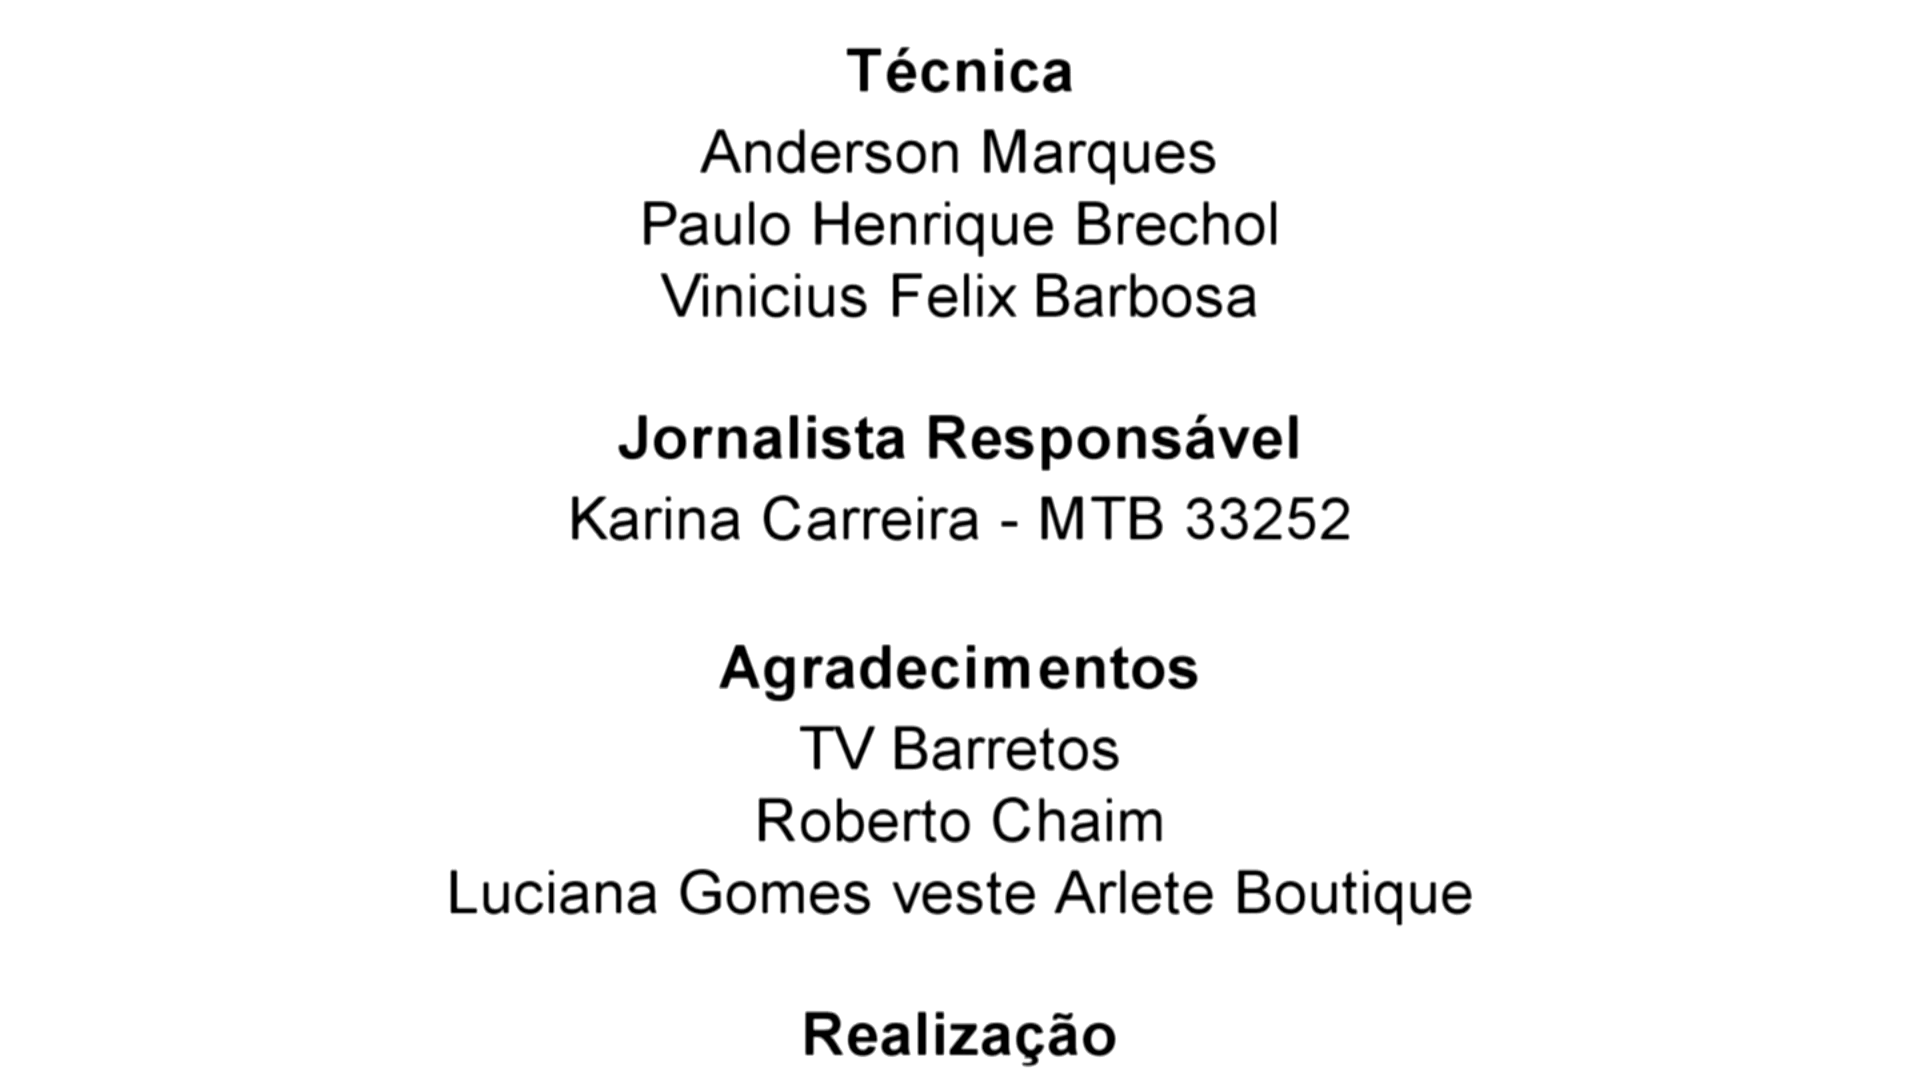 Técnica
Anderson Marques
Paulo Henrique Brechol
Vinicius Felix Barbosa
Jornalista Responsável
Karina Carreira - MTB 33252
Agradecimentos
TV Barretos
Roberto Chaim
Luciana Gomes veste Arlete Boutique
Realização